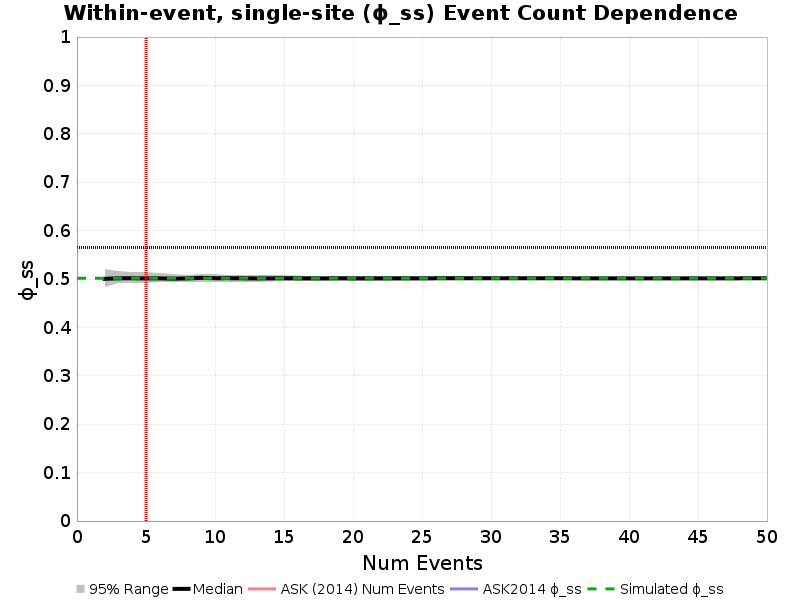 Within-event, single-site (ϕ_ss) Event Count Dependence
1
0.9
0.8
0.7
0.6
0.5
0.4
0.3
0.2
0.1
0
ϕ_ss
0 5 10 15 20 25 30 35 40 45 50
Num Events
95% Range Median ASK (2014) Num Events ASK2014 ϕ_ss Simulated ϕ_ss